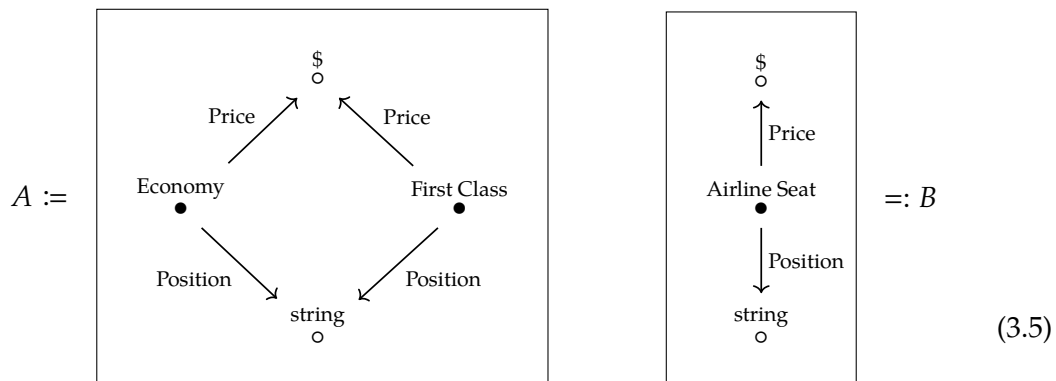 $
$
Price
Price
Price
Economy
First Class
Airline Seat
A :=
=: B
Position
Position
Position
string
string
(3.5)